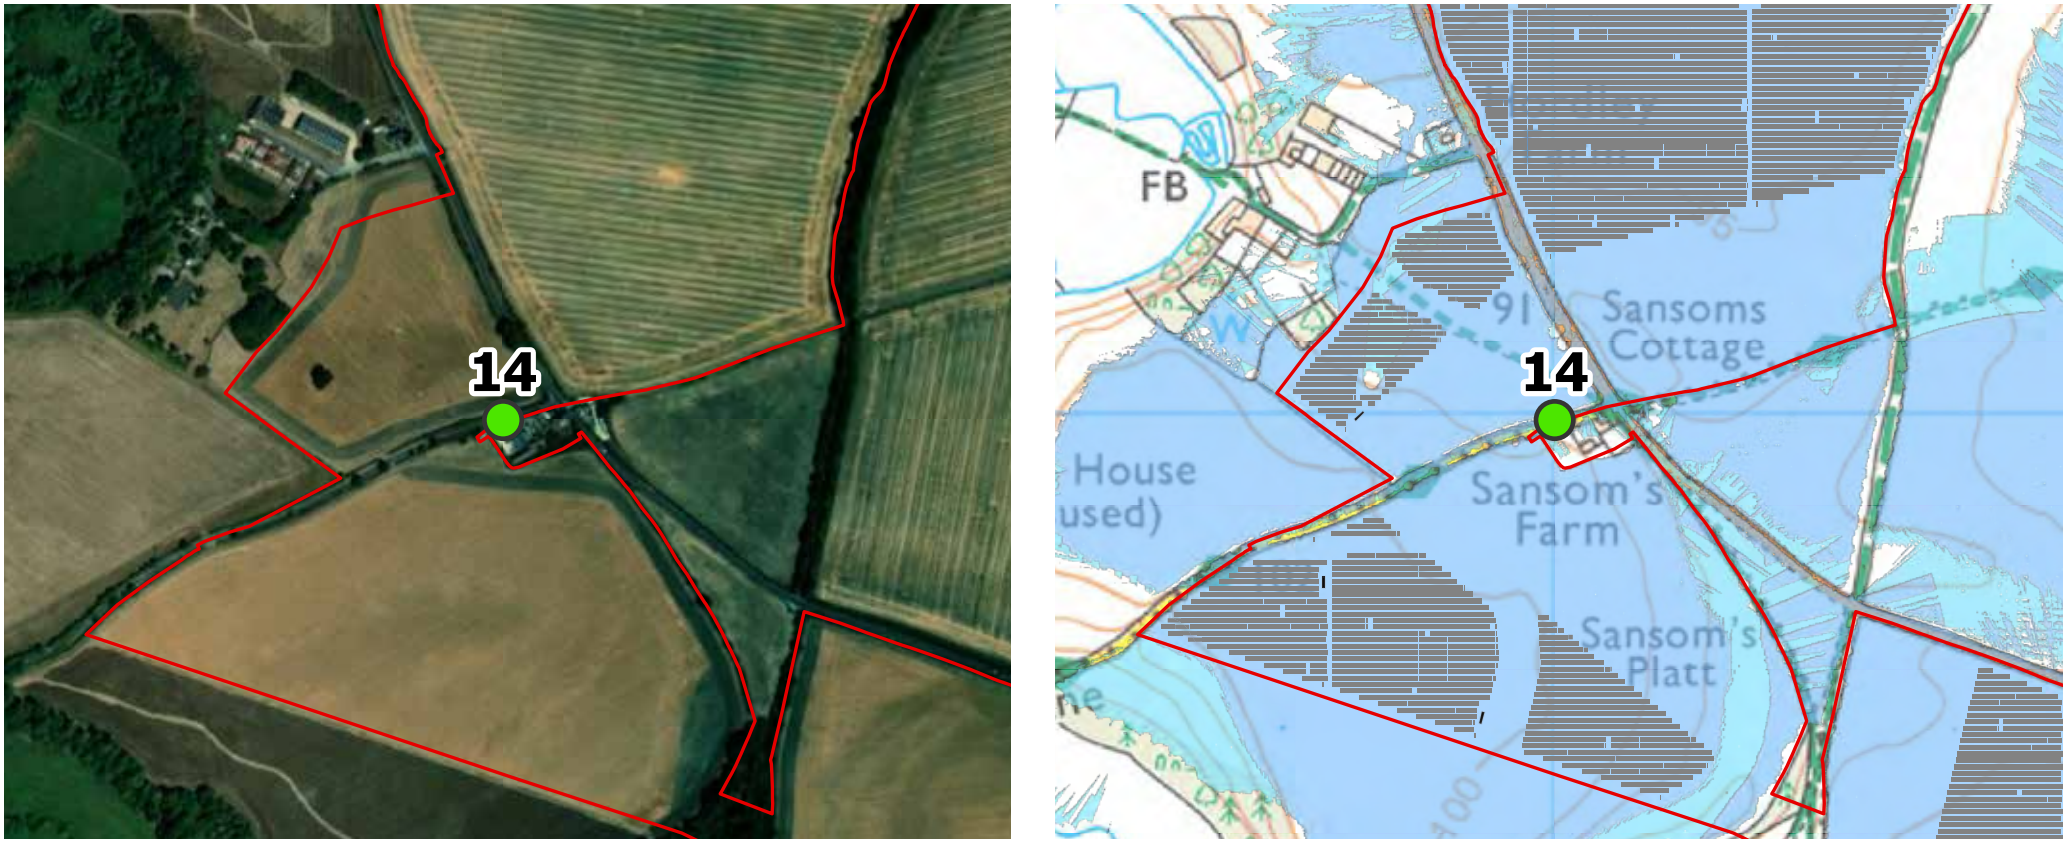 14
FB
91
Sansoms
Cottage
14
House
used)
Sansom's
Farm
Sansom's
Platt
100